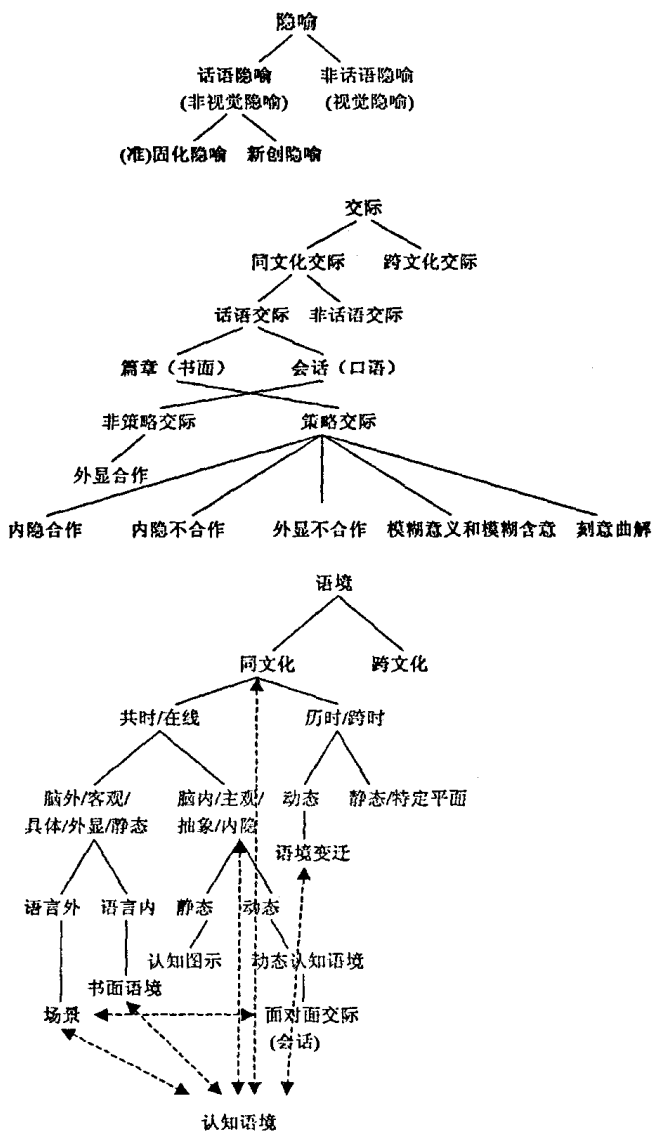 隐喻
话语隐喻 非话语隐喻
(非视觉隐喻) (视觉隐喻)
(准)固化隐喻 新创隐喻
交际
同文化交际 跨文化交际
话语交际 非话语交际
篇章（书面） 会话（口语）
非策略交际 策略交际
外显合作
内隐合作 内隐不合作 外显不合作 模糊意义和模糊含意 刻意曲解
语境
同文化 跨文化
共时/在线 历时/跨时
脑外/客观/ 脑内/主观/ 动态 静态/特定平面
具体/外显/静态 抽象/内隐
语境变迁
语言外 语言内 静态 动态
认知图示 动态认知语境
书面语境
场景 面对面交际
(会话)
认知语境